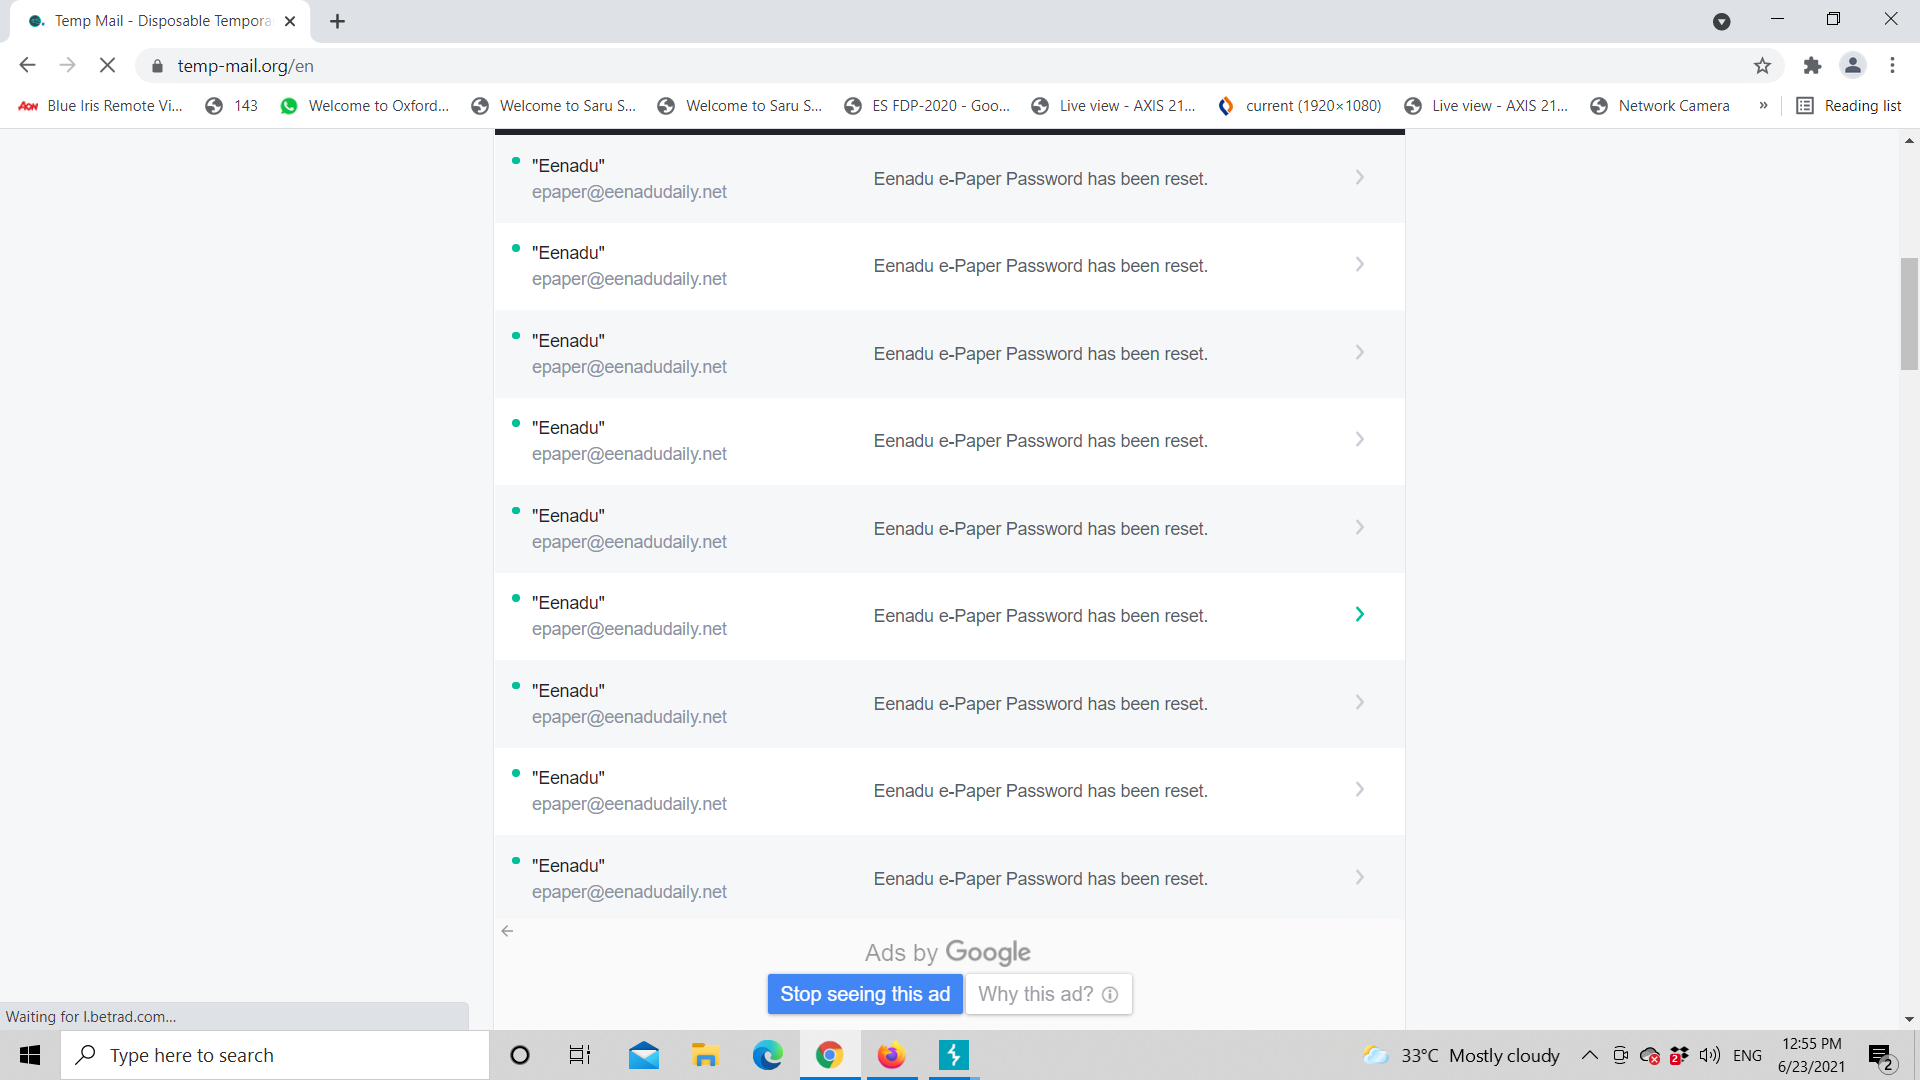 Temp Mail - Disposable Tempora
temp-mail.org/en
AON Blue Iris Remote Vi... 143 Welcome to Oxford... Welcome to Saru S... Welcome to Saru S... ES FDP-2020 - Goo... Live view - AXIS 21... current (1920×1080) Live view - AXIS 21... Network Camera » Reading list
"Eenadu"
epaper@eenadudaily.net
Eenadu e-Paper Password has been reset.
"Eenadu"
epaper@eenadudaily.net
Eenadu e-Paper Password has been reset.
"Eenadu"
epaper@eenadudaily.net
Eenadu e-Paper Password has been reset.
"Eenadu"
epaper@eenadudaily.net
Eenadu e-Paper Password has been reset.
"Eenadu"
epaper@eenadudaily.net
Eenadu e-Paper Password has been reset.
"Eenadu"
epaper@eenadudaily.net
Eenadu e-Paper Password has been reset.
"Eenadu"
epaper@eenadudaily.net
Eenadu e-Paper Password has been reset.
"Eenadu"
epaper@eenadudaily.net
Eenadu e-Paper Password has been reset.
"Eenadu"
epaper@eenadudaily.net
Eenadu e-Paper Password has been reset.
Ads by Google
Stop seeing this ad Why this ad?
Waiting for l.betrad.com...
Type here to search
33°C Mostly cloudy 2 ENG
12:55 PM
6/23/2021
2